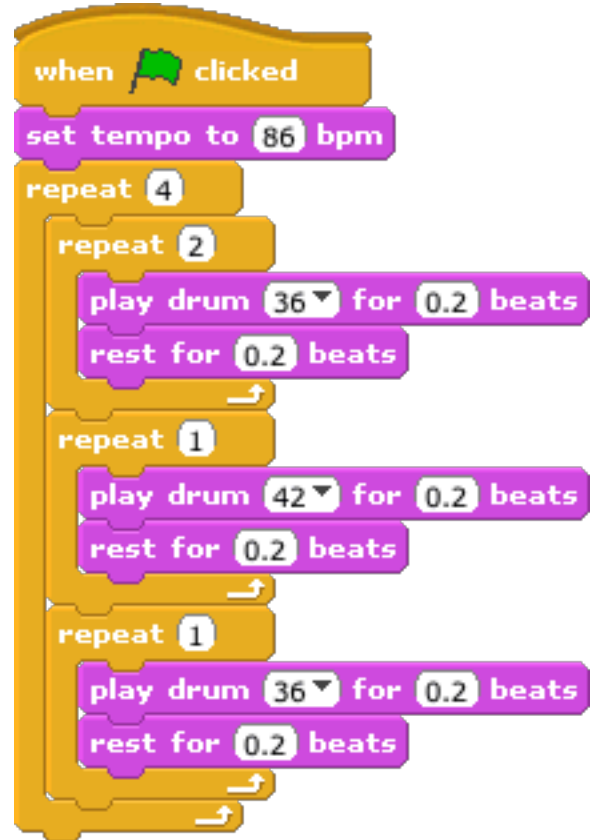 when clicked
set tempo to 86 bpm
repeat 4
repeat 2
play drum 36 for 0.2 beats
rest for 0.2 beats
repeat 1
play drum 42 for 0.2 beats
rest for 0.2 beats
repeat 1
play drum 36 for 0.2 beats
rest for 0.2 beats